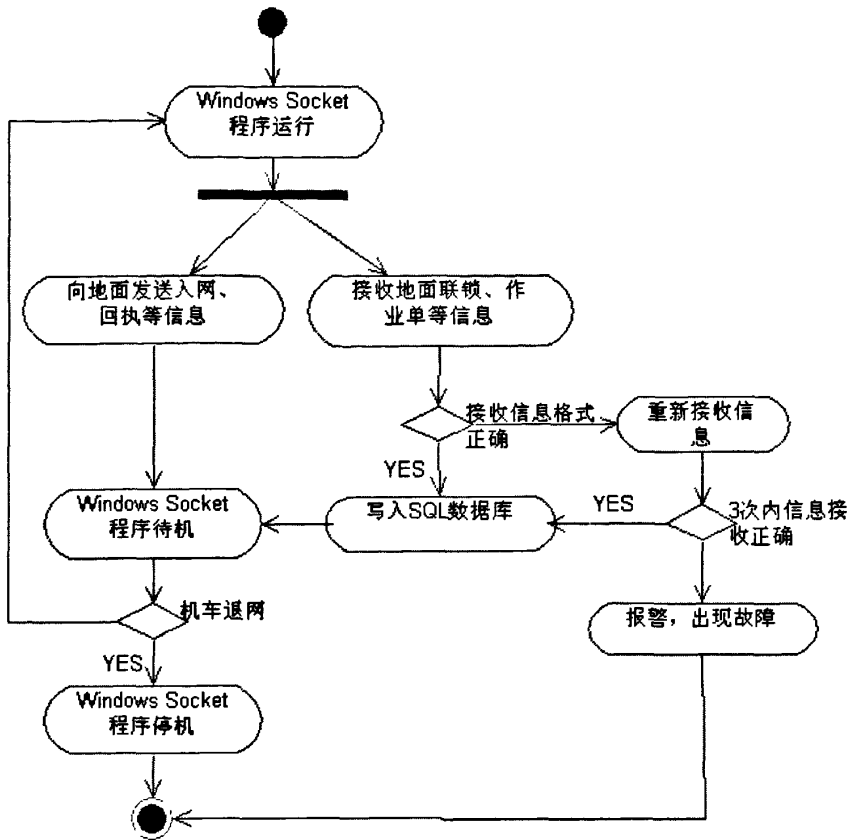 Windows Socket
程序运行
向地面发送入网、
回执等信息
接收地面联锁、作
业单等信息
接收信息格式
正确
重新接收信
息
YES
Windows Socket
程序待机
写入SQL数据库
YES
3次内信息接
收正确
机车退网
报警，出现故障
YES
Windows Socket
程序停机